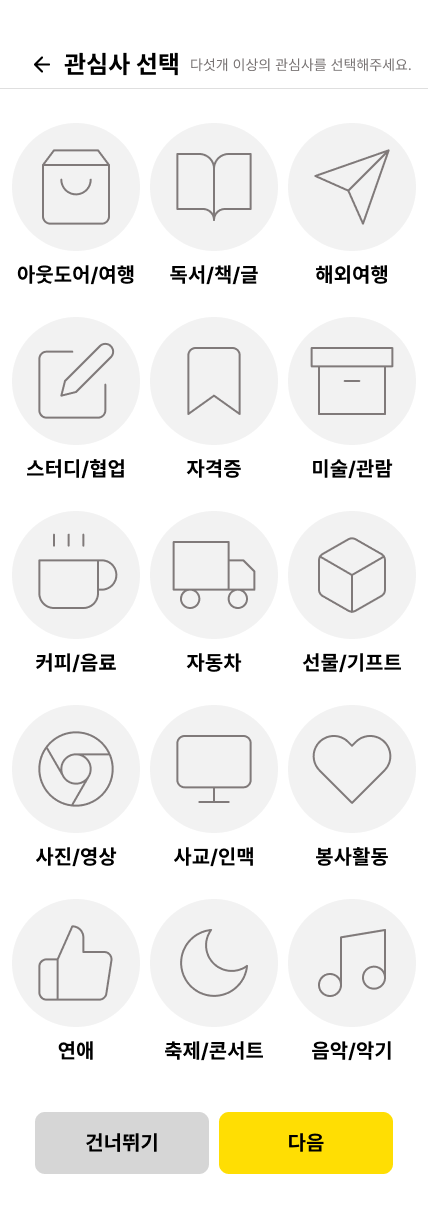 관심사 선택 다섯개 이상의 관심사를 선택해주세요.
아웃도어/여행 독서/책/글 해외여행
스터디/협업 자격증 미술/관람
커피/음료 자동차 선물/기프트
사진/영상 사교/인맥 봉사활동
연애 축제/콘서트 음악/악기
건너뛰기 다음